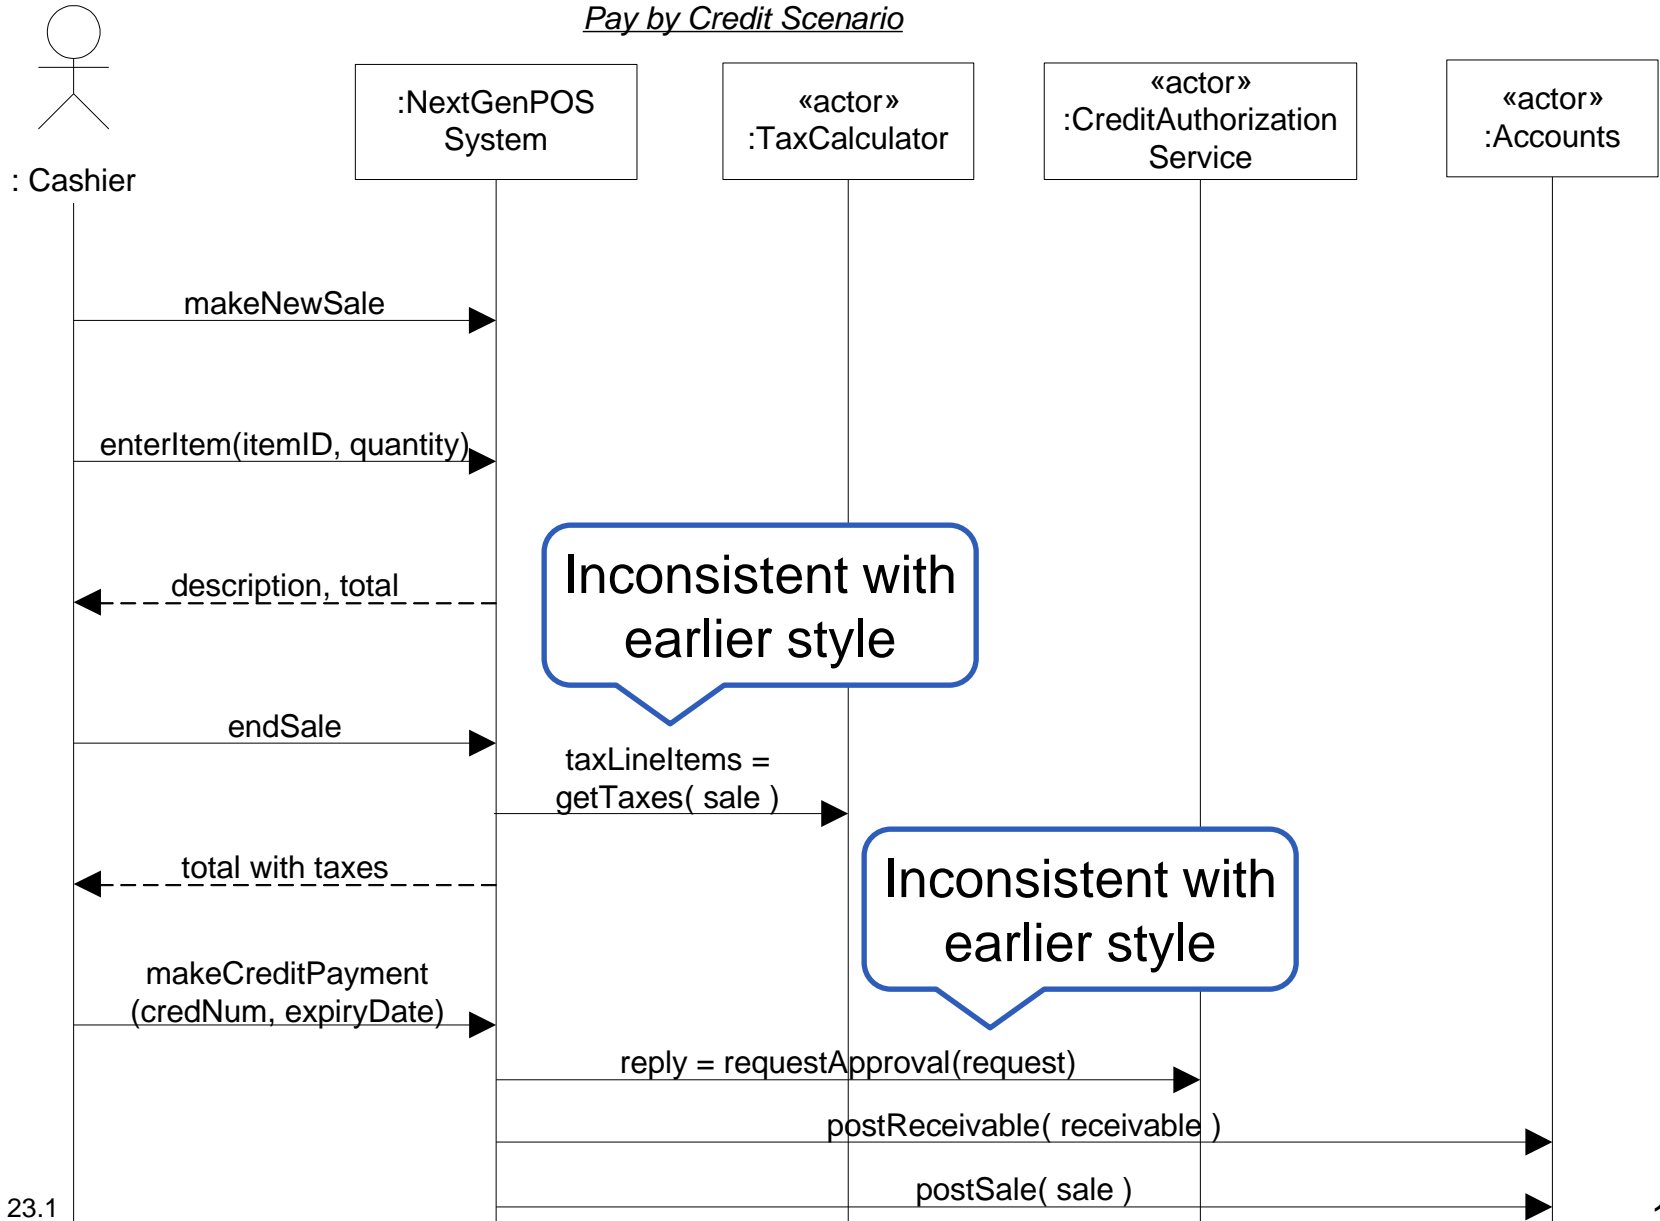 Pay by Credit Scenario
: Cashier
:NextGenPOS
System
«actor»
:TaxCalculator
«actor»
:CreditAuthorization
Service
«actor»
:Accounts
makeNewSale
enterItem(itemID, quantity)
description, total
Inconsistent with
earlier style
endSale
taxLineItems =
getTaxes( sale )
total with taxes
Inconsistent with
earlier style
makeCreditPayment
(credNum, expiryDate)
reply = requestApproval(request)
postReceivable( receivable )
postSale( sale )
23.1